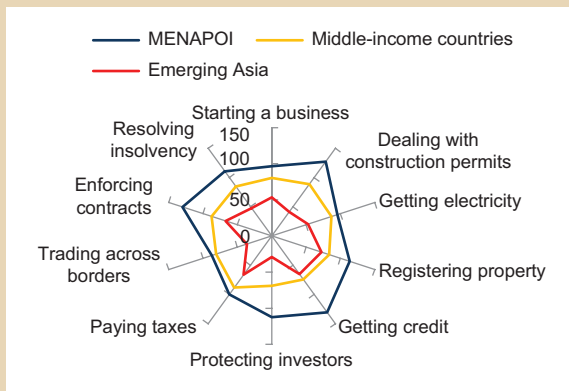 MENAPOI
Middle-income countries
Emerging Asia
Starting a business
150
100
50
0
Dealing with
construction permits
Getting electricity
Registering property
Getting credit
Protecting investors
Paying taxes
Trading across
borders
Enforcing
contracts
Resolving
insolvency